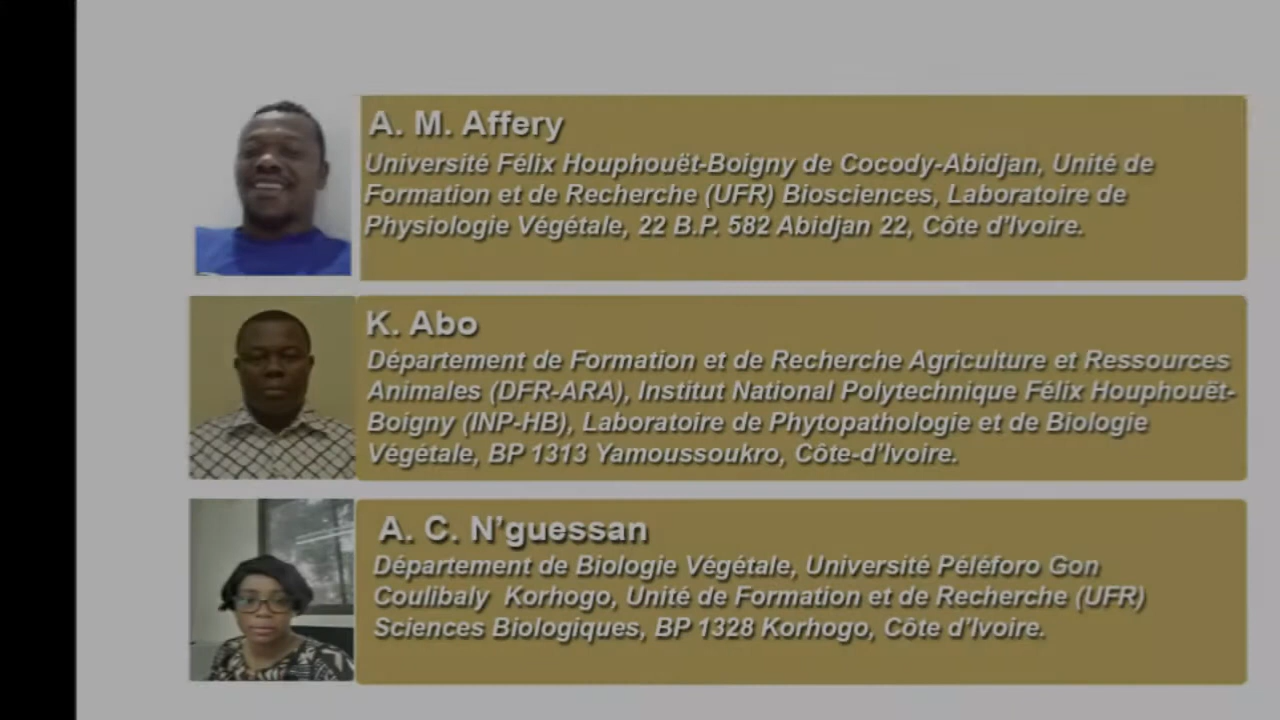 A. M. Affery
Université Félix Houphouët-Boigny de Cocody-Abidjan, Unité de
Formation et de Recherche (UFR) Biosciences, Laboratoire de
Physiologie Végétale, 22 B.P. 582 Abidjan 22, Côte d'Ivoire.
K. Abo
Département de Formation et de Recherche Agriculture et Ressources
Animales (DFR-ARA), Institut National Polytechnique Félix Houphouët-
Boigny (INP-HB), Laboratoire de Phytopathologie et de Biologie
Végétale, BP 1313 Yamoussoukro, Côte-d'Ivoire.
A. C. N'guessan
Département de Biologie Végétale, Université Péléforo Gon
Coulibaly  Korhogo, Unité de Formation et de Recherche (UFR)
Sciences Biologiques, BP 1328 Korhogo, Côte d'Ivoire.